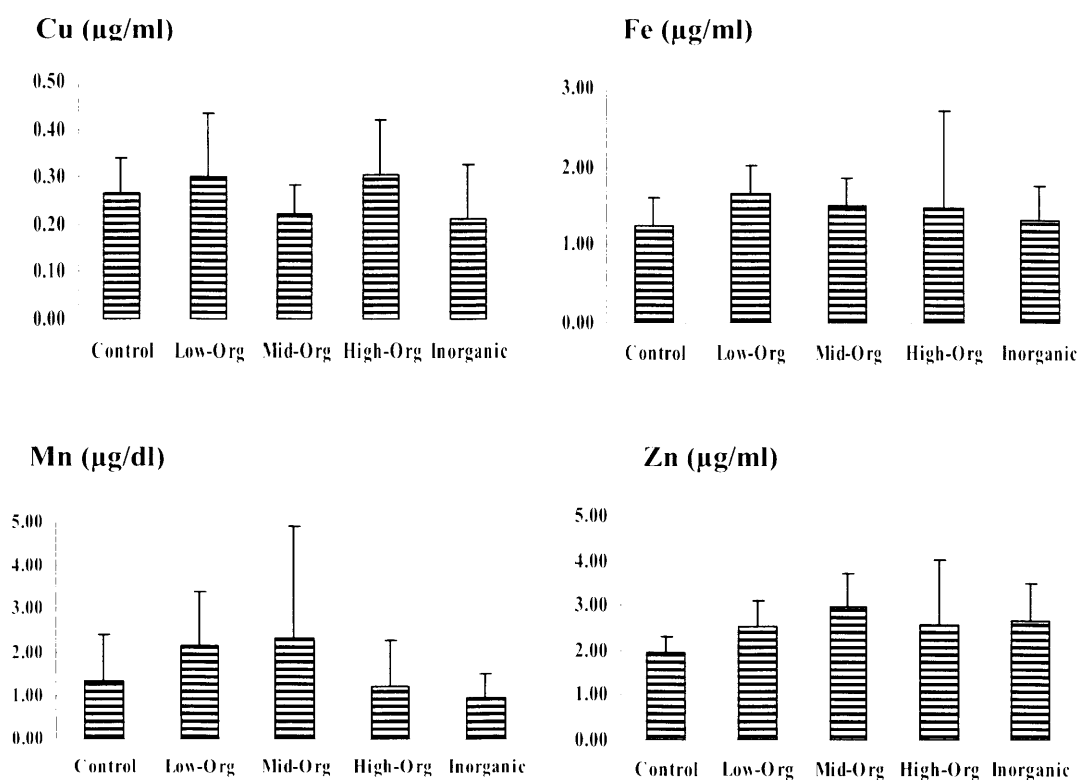 Cu (μg/ml)
0.50
0.40
0.30
0.20
0.10
0.00
Control Low-Org Mid-Org High-Org Inorganic
Fe (μg/ml)
3.00
2.00
1.00
0.00
Control Low-Org Mid-Org High-Org Inorganic
Mn (μg/dl)
5.00
4.00
3.00
2.00
1.00
0.00
Control Low-Org Mid-Org High-Org Inorganic
Zn (μg/ml)
5.00
4.00
3.00
2.00
1.00
0.00
Control Low-Org Mid-Org High-Org Inorganic